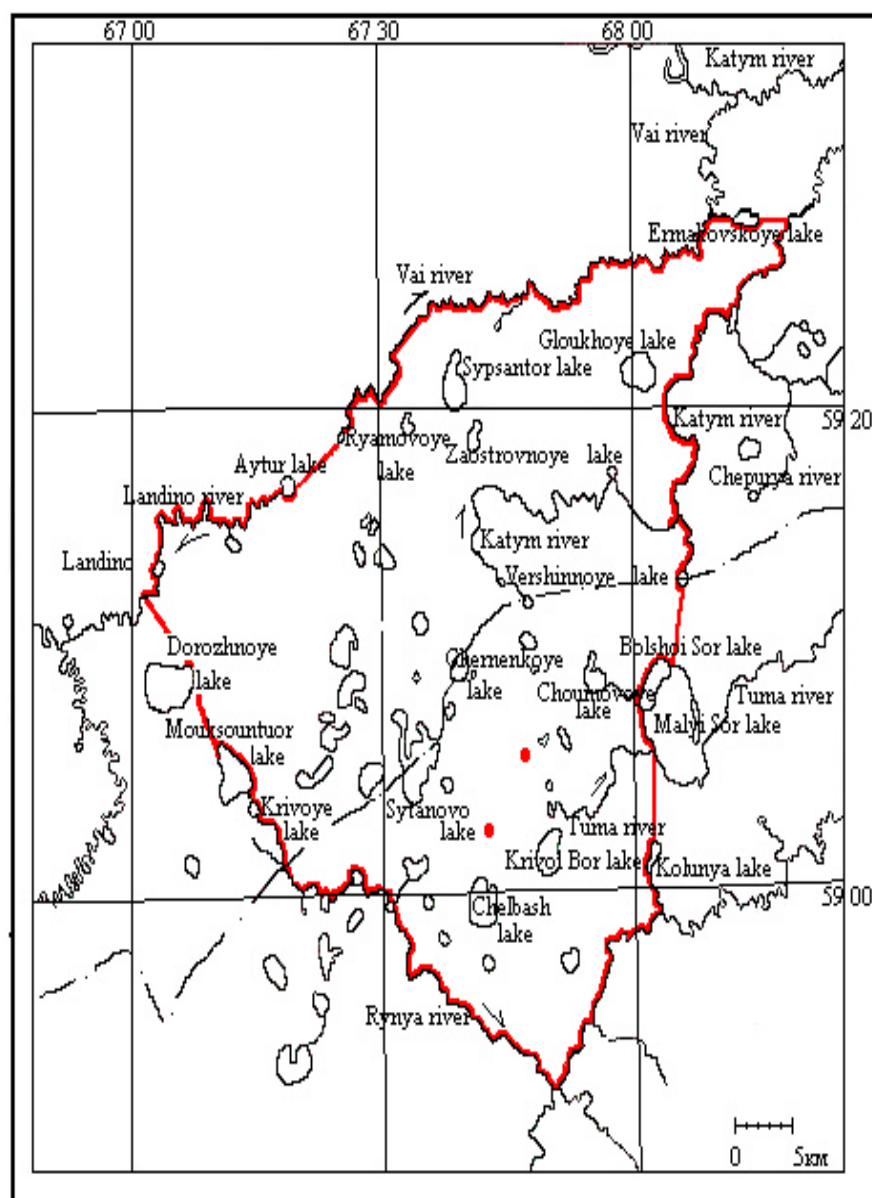 67 00
67 30
68 00
Katym river
Vai river
Ermakovskoye lake
Vai river
Gloukhoye lake
Sypsantor lake
59 20
Katym river
Ryamovoye
lake
Zaostrovnoye lake
Aytur lake
Chepurya river
Landino river
Katym river
Landino
Vershinnoye lake
Dorozhnoye
lake
Chernenkoye
lake
Bolshoi Sor lake
Choumovoye
lake
Tuma river
Malyi Sor lake
Mouksountuor
lake
Krivoye
lake
Sytanovo
lake
Tuma river
Krivoi Bor lake
Kolunya lake
59 00
Chelbash
lake
Rynya river
0 5км